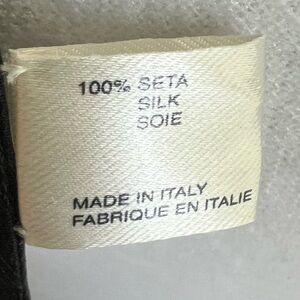 100% SETA
SILK
SOIE
MADE IN ITALY
FABRIQUE EN ITALIE